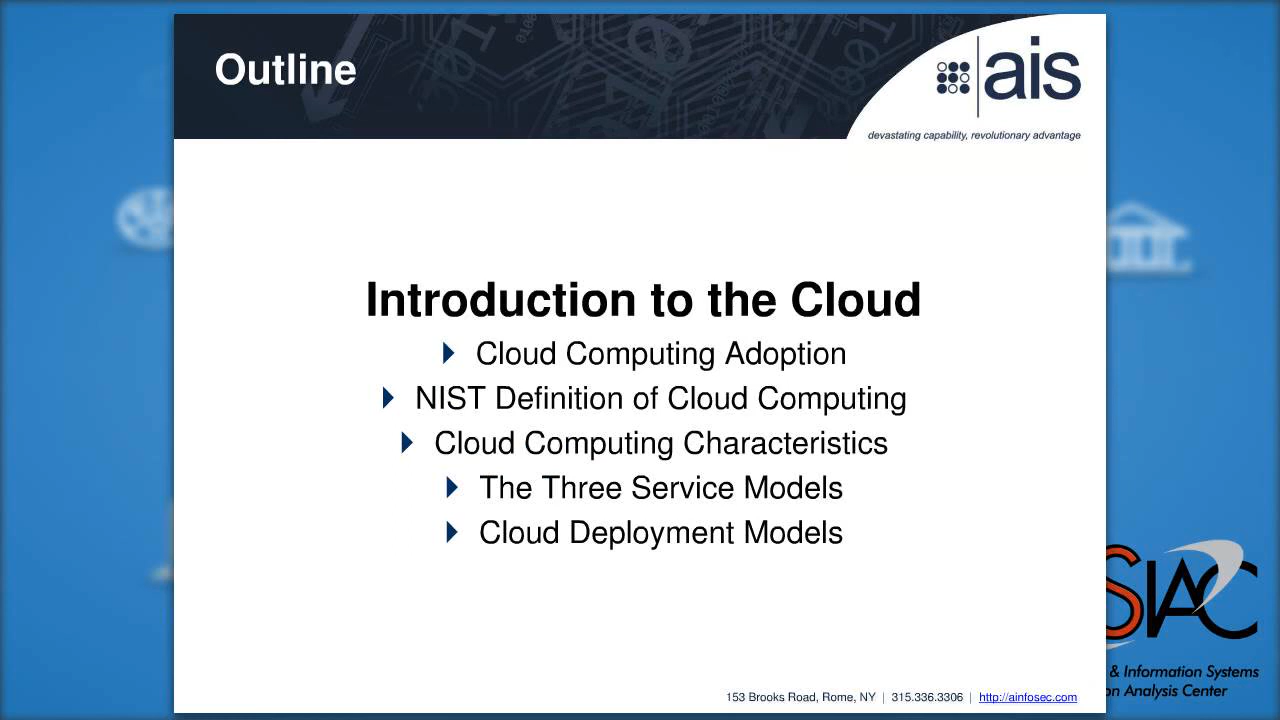 Outline
ais
devastating capability, revolutionary advantage
Introduction to the Cloud
Cloud Computing Adoption
NIST Definition of Cloud Computing
Cloud Computing Characteristics
The Three Service Models
Cloud Deployment Models
153 Brooks Road, Rome, NY | 315.336.3306 | http://ainfosec.com
SIAC
& Information Systems
on Analysis Center